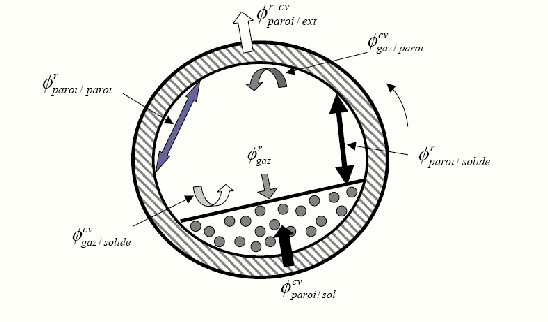 ϕ^{r+cv}_{paroi / ext}
ϕ^{cv}_{gaz / paroi}
ϕ^{r}_{paroi / paroi}
ϕ^{r}_{gaz}
ϕ^{r}_{paroi / solide}
ϕ^{cv}_{gaz / solide}
ϕ^{cv}_{paroi / sol}